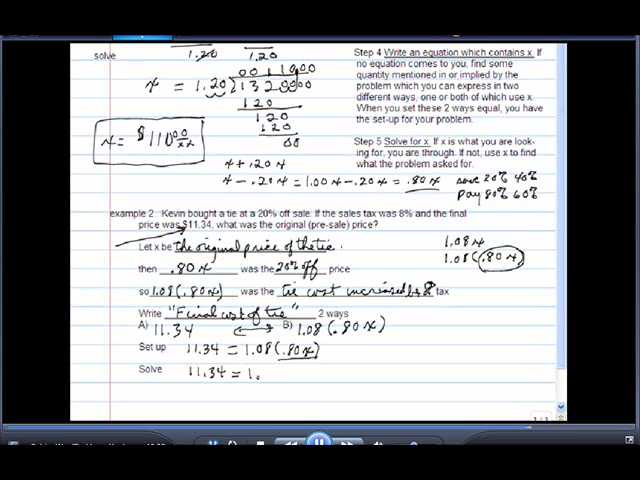 1.20 1.20
solve
x = 1.20 132.0000
00 11 0.00
120
120
120
00
x = $110 00/xx
x + .20x
x - .20x = 1.00x - .20x = .80x
save 20% 40%
pay 80% 60%
Step 4 Write an equation which contains x. If
no equation comes to you, find some
quantity mentioned in or implied by the
problem which you can express in two
different ways, one or both of which use x.
When you set these 2 ways equal, you have
the set-up for your problem.
Step 5 Solve for x. If x is what you are look-
ing for, you are through. If not, use x to find
what the problem asked for.
example 2. Kevin bought a tie at a 20% off sale. If the sales tax was 8% and the final
price was $11.34, what was the original (pre-sale) price?
Let x be the original price of the tie.
then .80x was the 20% off price
so 1.08(.80x) was the tie cost increased by 8% tax
1.08x
1.08(.80x)
Write "Final cost of tie" 2 ways
A) 11.34 B) 1.08(.80x)
Set up 11.34 = 1.08(.80x)
Solve 11.34 = 1.
1 / 1